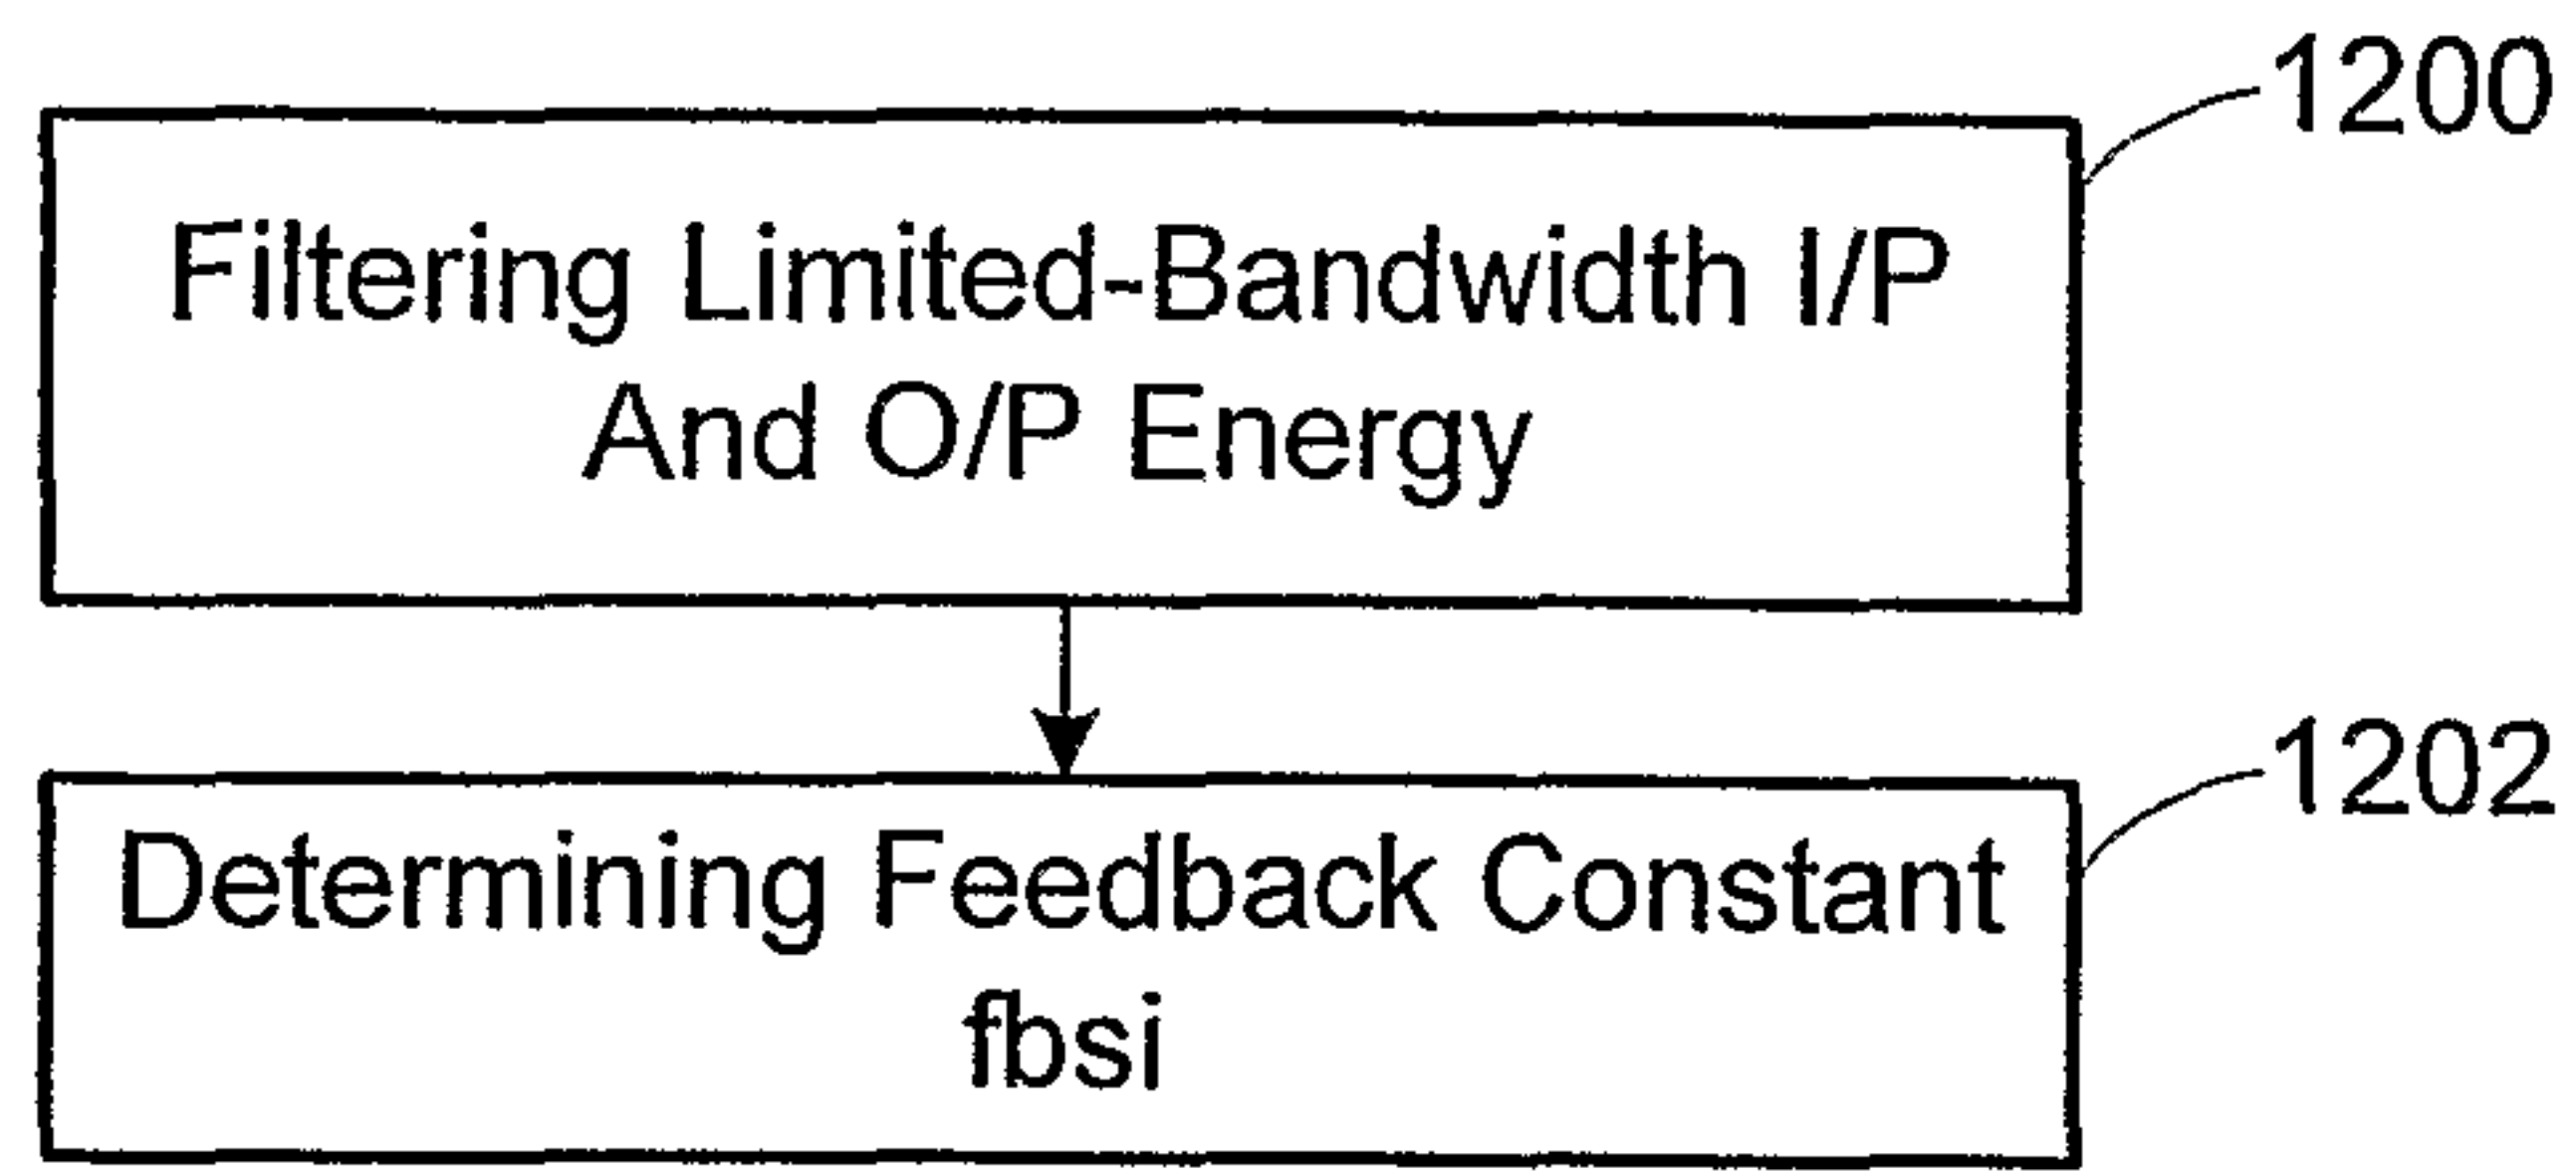 1200
Filtering Limited-Bandwidth I/P
And O/P Energy
1202
Determining Feedback Constant
fbsi